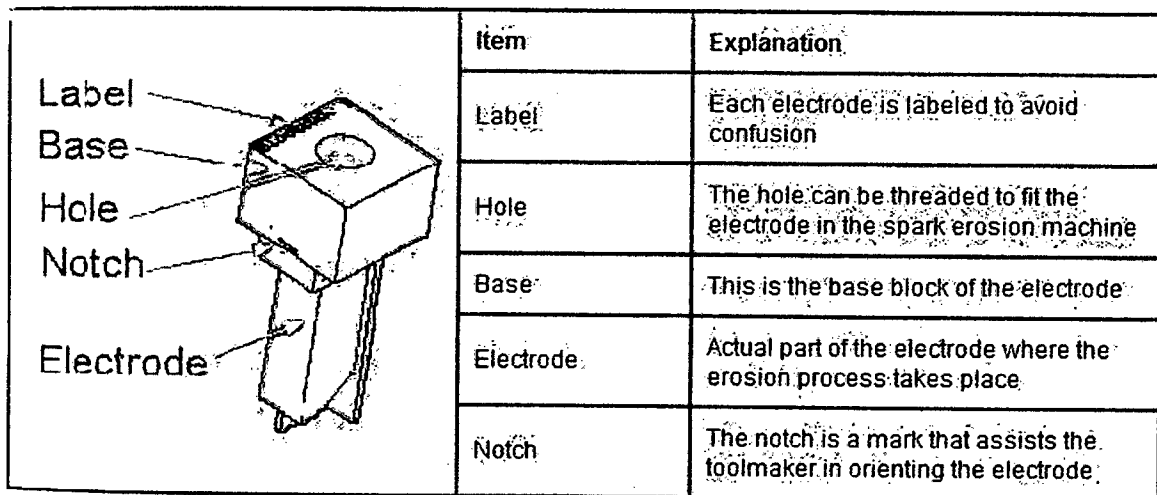 Label
Base
Hole
Notch
Electrode
Item Explanation
Label Each electrode is labeled to avoid
confusion
Hole The hole can be threaded to fit the
electrode in the spark erosion machine
Base This is the base block of the electrode
Electrode Actual part of the electrode where the
erosion process takes place
Notch The notch is a mark that assists the
toolmaker in orienting the electrode